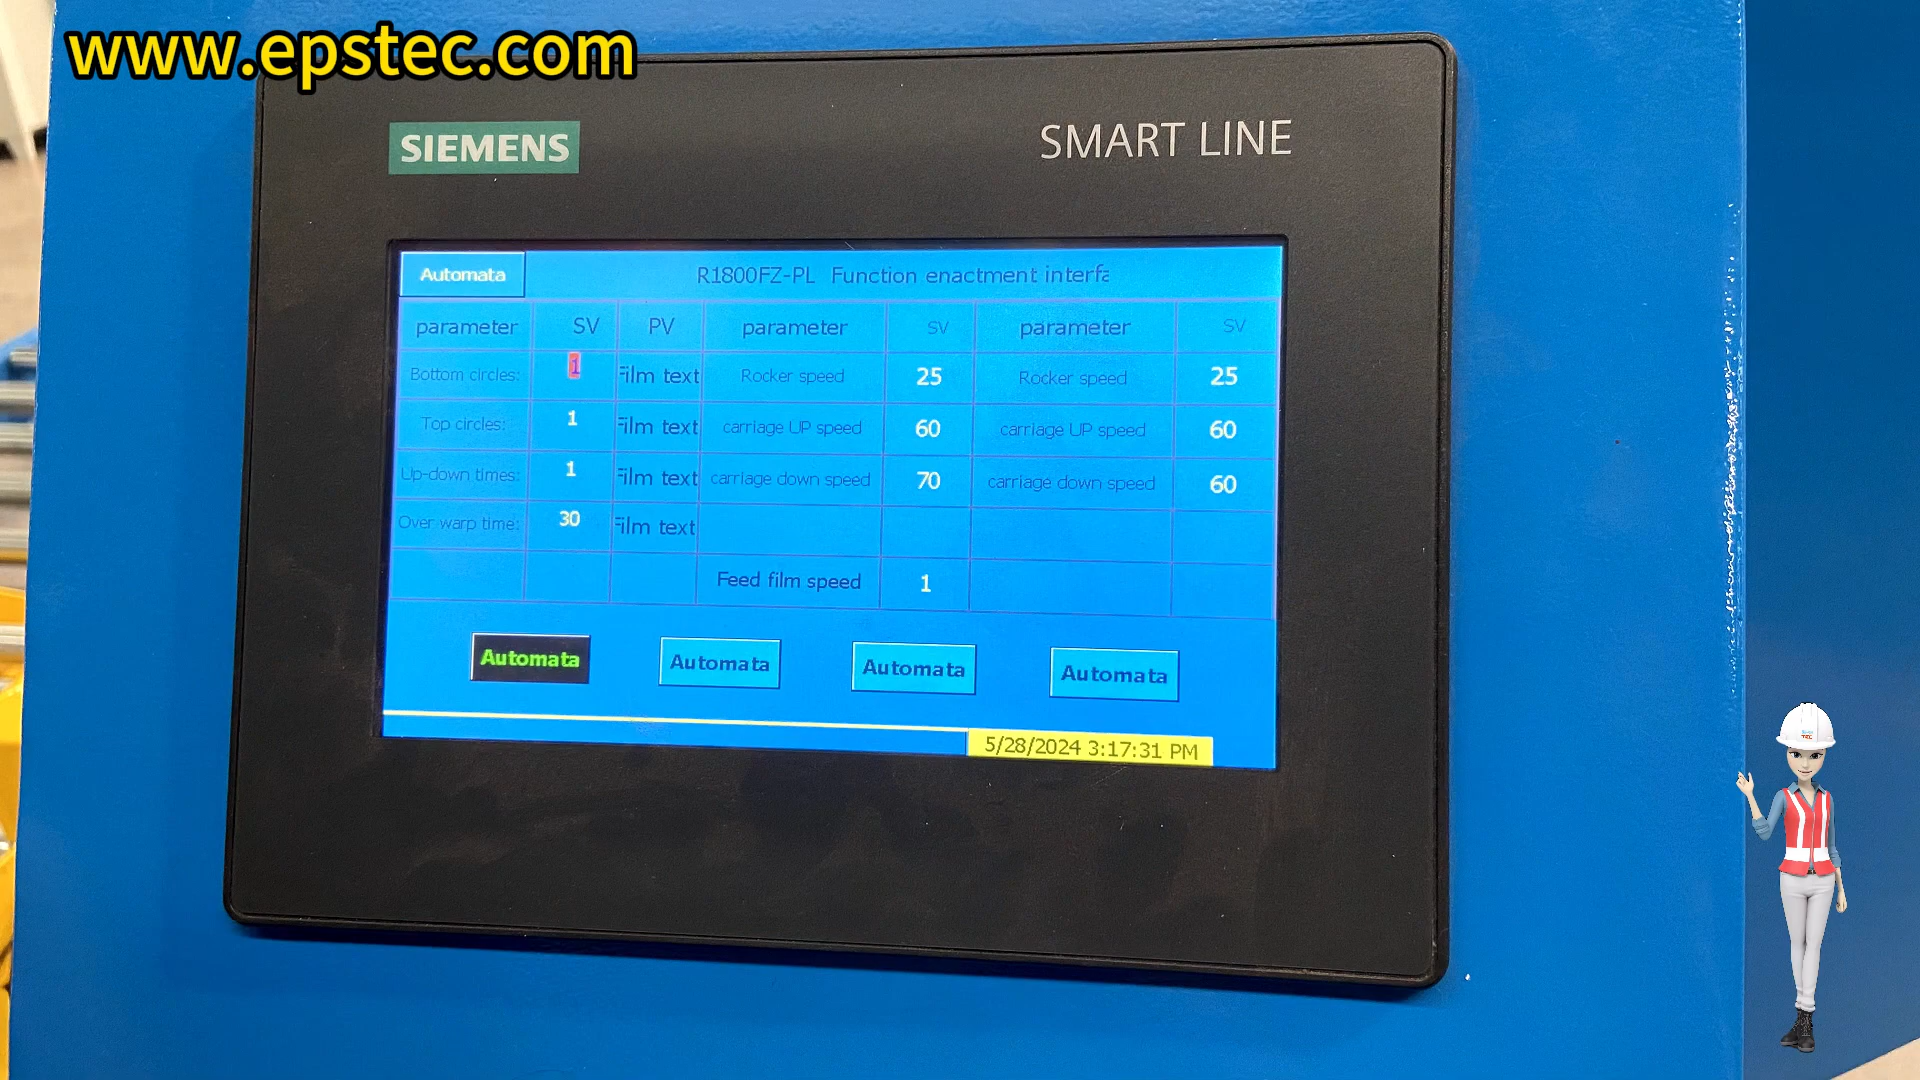 www.epstec.com
SIEMENS
SMART LINE
Automata
R1800FZ-PL Function enactment interfa
parameter SV PV parameter SV parameter SV
Bottom circles: 1 Film text Rocker speed 25 Rocker speed 25
Top circles: 1 Film text carriage UP speed 60 carriage UP speed 60
Up-down times: 1 Film text carriage down speed 70 carriage down speed 60
Over warp time: 30 Film text
Feed film speed 1
Automata Automata Automata Automata
5/28/2024 3:17:31 PM